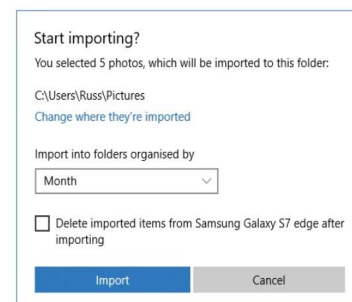 Start importing?
You selected 5 photos, which will be imported to this folder:
C:\Users\Russ\Pictures
Change where they're imported
Import into folders organised by
Month
Delete imported items from Samsung Galaxy S7 edge after
importing
Import
Cancel